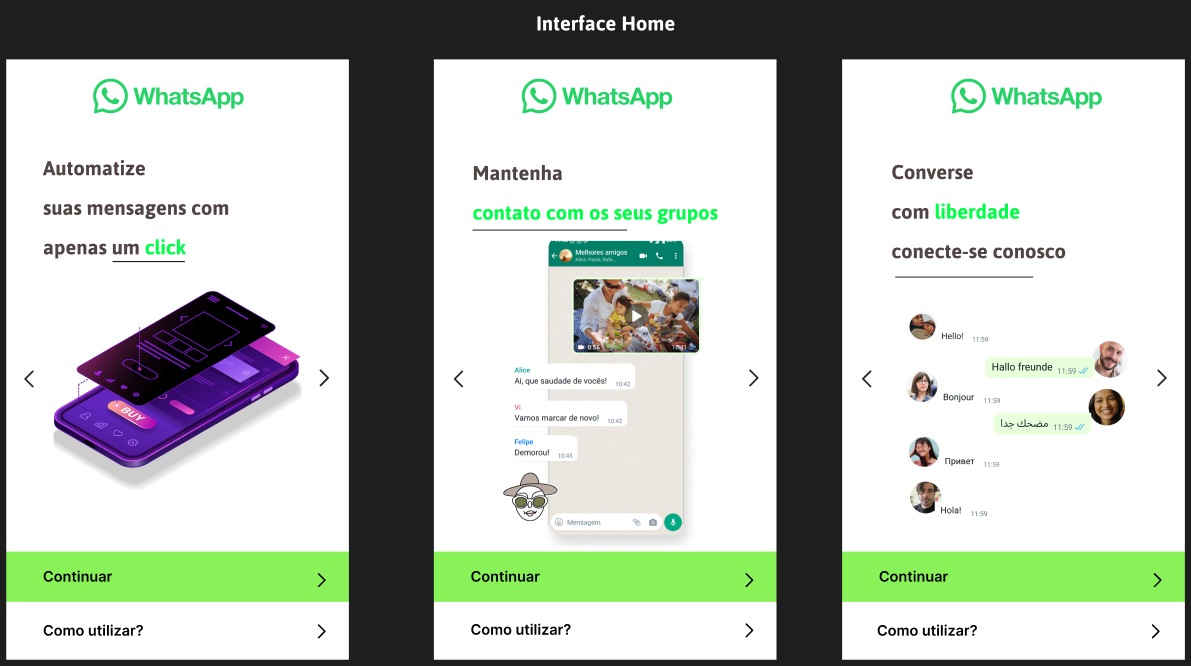 Interface Home
WhatsApp
Automatize
suas mensagens com
apenas um click
BUY
Continuar
Como utilizar?
WhatsApp
Mantenha
contato com os seus grupos
Melhores amigos
Alice, Paula, Rafa...
0:56
10:41
Alice
Ai, que saudade de vocês!
10:42
Vi
Vamos marcar de novo!
10:42
Felipe
Demorou!
10:45
Mensagem
Continuar
Como utilizar?
WhatsApp
Converse
com liberdade
conecte-se conosco
Hello! 11:59
Hallo freunde 11:59
Bonjour 11:59
مضحك جدا 11:59
Привет 11:59
Hola! 11:59
Continuar
Como utilizar?